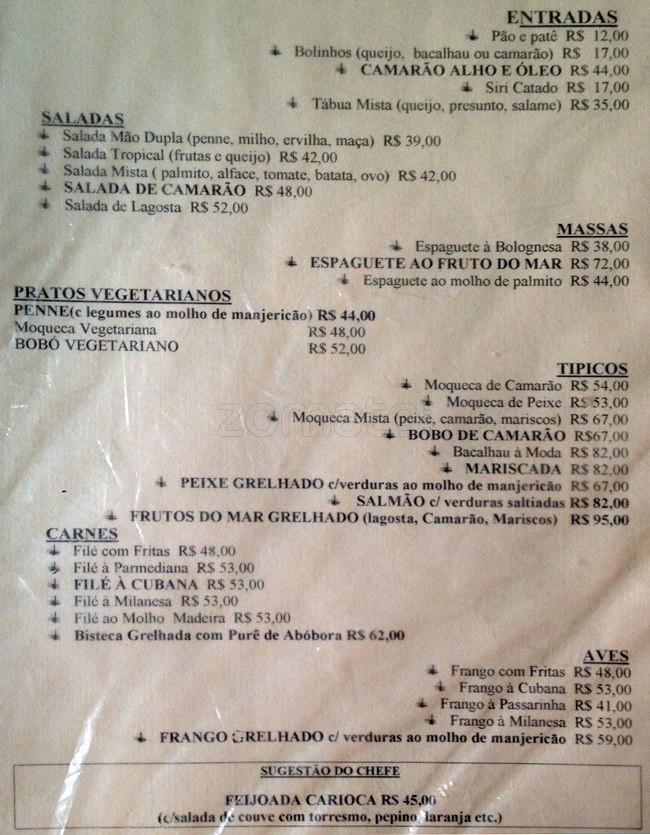 ENTRADAS
Pão e patê R$ 12,00
Bolinhos (queijo, bacalhau ou camarão) R$ 17,00
CAMARÃO ALHO E ÓLEO R$ 44,00
Siri Catado R$ 17,00
Tábua Mista (queijo, presunto, salame) R$ 35,00
SALADAS
Salada Mão Dupla (penne, milho, ervilha, maça) R$ 39,00
Salada Tropical (frutas e queijo) R$ 42,00
Salada Mista ( palmito, alface, tomate, batata, ovo) R$ 42,00
SALADA DE CAMARÃO R$ 48,00
Salada de Lagosta R$ 52,00
MASSAS
Espaguete à Bolognesa R$ 38,00
ESPAGUETE AO FRUTO DO MAR R$ 72,00
Espaguete ao molho de palmito R$ 44,00
PRATOS VEGETARIANOS
PENNE(c legumes ao molho de manjericão) R$ 44,00
Moqueca Vegetariana R$ 48,00
BOBÓ VEGETARIANO R$ 52,00
TIPICOS
Moqueca de Camarão R$ 54,00
Moqueca de Peixe R$ 53,00
Moqueca Mista (peixe, camarão, mariscos) R$ 67,00
zomato
BOBO DE CAMARÃO R$67,00
Bacalhau à Moda R$ 82,00
MARISCADA R$ 82,00
PEIXE GRELHADO c/verduras ao molho de manjericão R$ 67,00
SALMÃO c/ verduras saltiadas R$ 82,00
FRUTOS DO MAR GRELHADO (lagosta, Camarão, Mariscos) R$ 95,00
CARNES
Filé com Fritas R$ 48,00
Filé à Parmediana R$ 53,00
FILÉ À CUBANA R$ 53,00
Filé à Milanesa R$ 53,00
Filé ao Molho Madeira R$ 53,00
Bisteca Grelhada com Purê de Abóbora R$ 62,00
AVES
Frango com Fritas R$ 48,00
Frango à Cubana R$ 53,00
Frango à Passarinha R$ 41,00
Frango à Milanesa R$ 53,00
FRANGO GRELHADO c/ verduras ao molho de manjericão R$ 59,00
SUGESTÃO DO CHEFE
FEIJOADA CARIOCA R$ 45,00
(c/salada de couve com torresmo, pepino, laranja etc.)